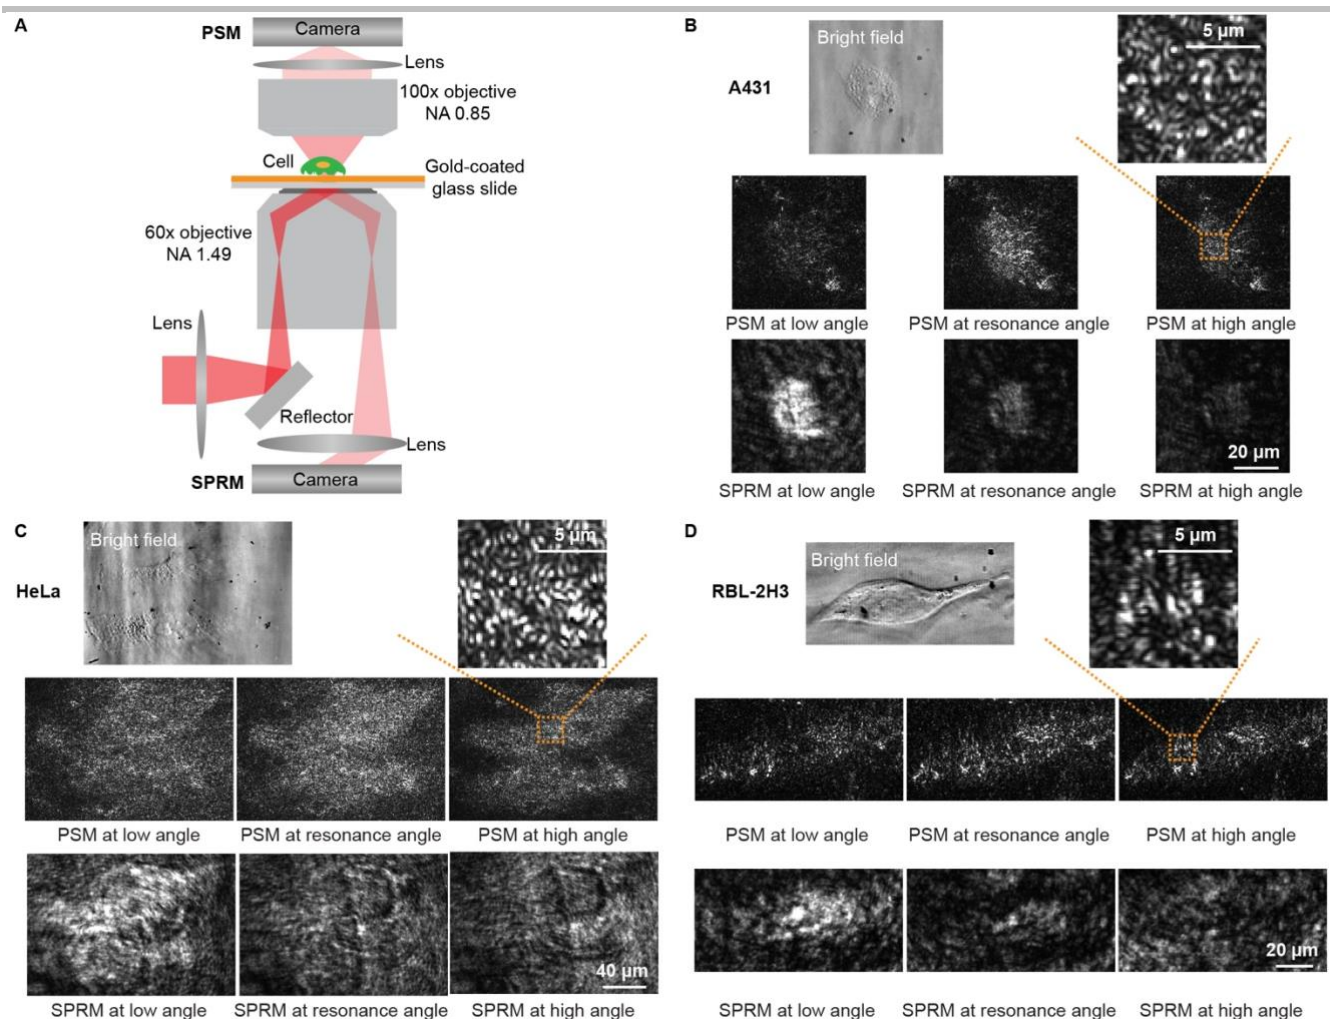 A
PSM
Camera
Lens
100x objective
NA 0.85
Cell
Gold-coated
glass slide
60x objective
NA 1.49
Lens
Reflector
Lens
SPRM
Camera
B
Bright field
5 µm
A431
PSM at low angle
PSM at resonance angle
PSM at high angle
20 µm
SPRM at low angle
SPRM at resonance angle
SPRM at high angle
C
Bright field
5 µm
HeLa
PSM at low angle
PSM at resonance angle
PSM at high angle
40 µm
SPRM at low angle
SPRM at resonance angle
SPRM at high angle
D
Bright field
5 µm
RBL-2H3
PSM at low angle
PSM at resonance angle
PSM at high angle
20 µm
SPRM at low angle
SPRM at resonance angle
SPRM at high angle